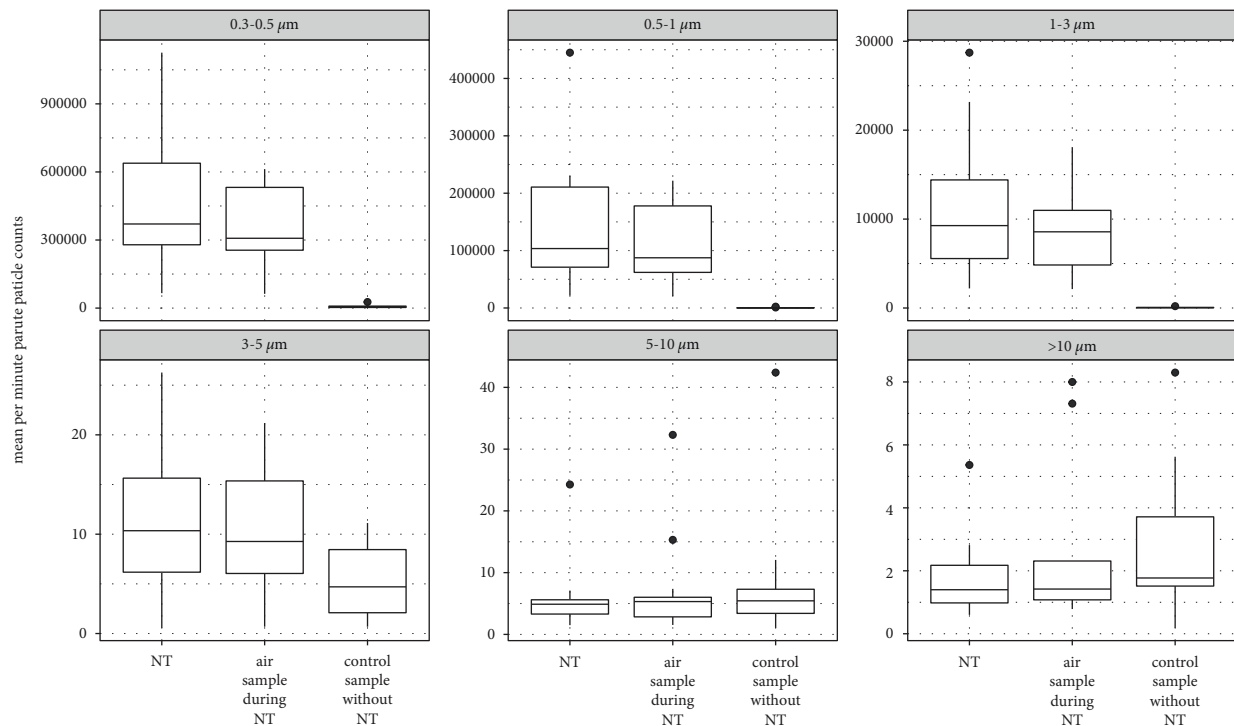 mean per minute parute patide counts
0.3-0.5 µm
900000
600000
300000
0
0.5-1 µm
400000
300000
200000
100000
0
1-3 µm
30000
20000
10000
0
3-5 µm
20
10
0
5-10 µm
40
30
20
10
0
>10 µm
8
6
4
2
0
NT
air
sample
during
NT
control
sample
without
NT
NT
air
sample
during
NT
control
sample
without
NT
NT
air
sample
during
NT
control
sample
without
NT